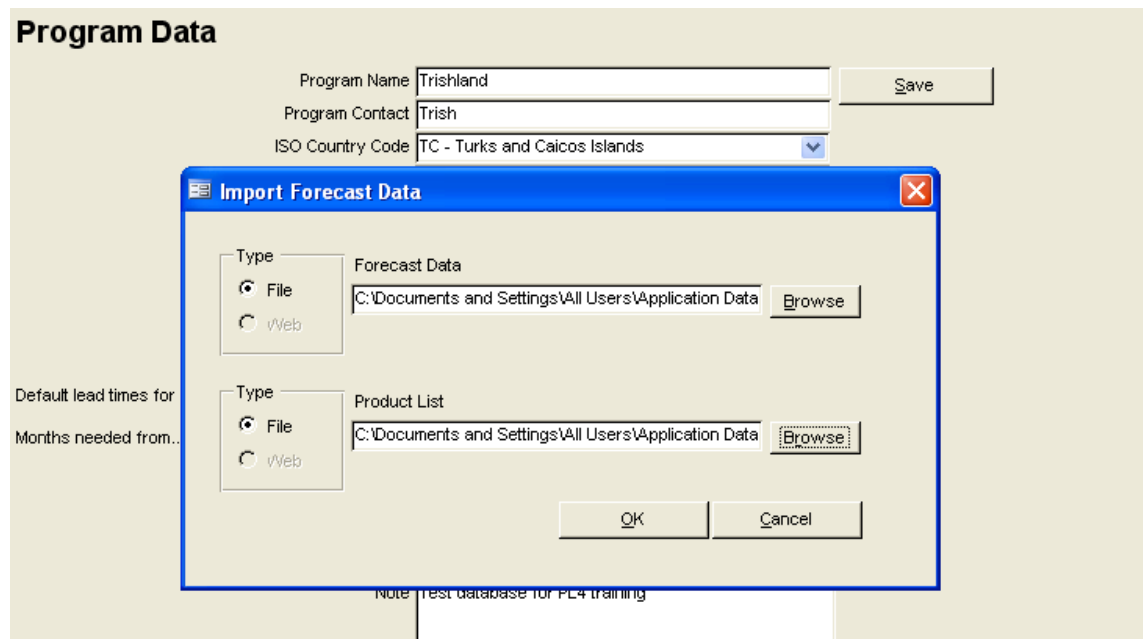 Program Data
Program Name Trishland
Save
Program Contact Trish
ISO Country Code TC - Turks and Caicos Islands
Import Forecast Data
Type
File
Web
Forecast Data
C:\Documents and Settings\All Users\Application Data
Browse
Default lead times for
Months needed from..
Type
File
Web
Product List
C:\Documents and Settings\All Users\Application Data
Browse
OK
Cancel
Note Test database for PL4 training